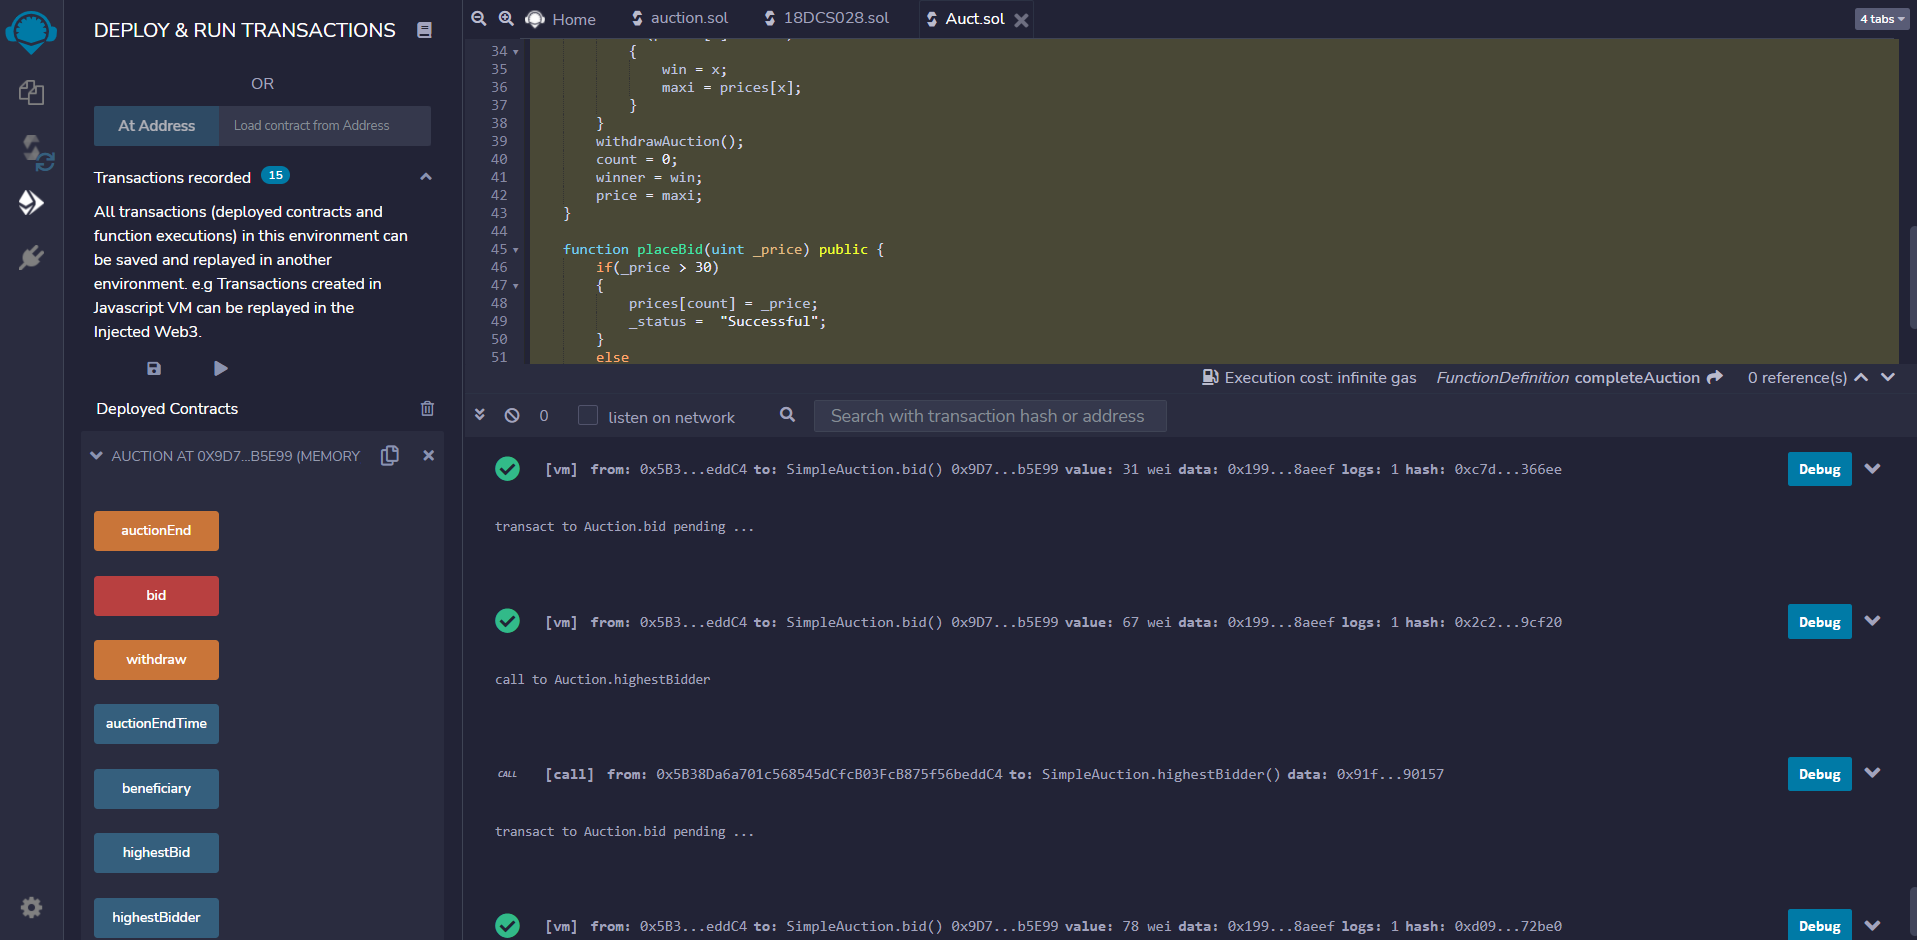 DEPLOY & RUN TRANSACTIONS
OR
At Address Load contract from Address
Transactions recorded 15
All transactions (deployed contracts and
function executions) in this environment can
be saved and replayed in another
environment. e.g Transactions created in
Javascript VM can be replayed in the
Injected Web3.
Deployed Contracts
AUCTION AT 0X9D7...B5E99 (MEMORY
auctionEnd
bid
withdraw
auctionEndTime
beneficiary
highestBid
highestBidder
Home auction.sol 18DCS028.sol Auct.sol 4 tabs
34 {
35 win = x;
36 maxi = prices[x];
37 }
38 }
39 withdrawAuction();
40 count = 0;
41 winner = win;
42 price = maxi;
43 }
44
45 function placeBid(uint _price) public {
46 if(_price > 30)
47 {
48 prices[count] = _price;
49 _status =  "Successful";
50 }
51 else
Execution cost: infinite gas FunctionDefinition completeAuction 0 reference(s)
0 listen on network Search with transaction hash or address
[vm] from: 0x5B3...eddC4 to: SimpleAuction.bid() 0x9D7...b5E99 value: 31 wei data: 0x199...8aeef logs: 1 hash: 0xc7d...366ee Debug
transact to Auction.bid pending ...
[vm] from: 0x5B3...eddC4 to: SimpleAuction.bid() 0x9D7...b5E99 value: 67 wei data: 0x199...8aeef logs: 1 hash: 0x2c2...9cf20 Debug
call to Auction.highestBidder
CALL [call] from: 0x5B38Da6a701c568545dCfcB03FcB875f56beddC4 to: SimpleAuction.highestBidder() data: 0x91f...90157 Debug
transact to Auction.bid pending ...
[vm] from: 0x5B3...eddC4 to: SimpleAuction.bid() 0x9D7...b5E99 value: 78 wei data: 0x199...8aeef logs: 1 hash: 0xd09...72be0 Debug